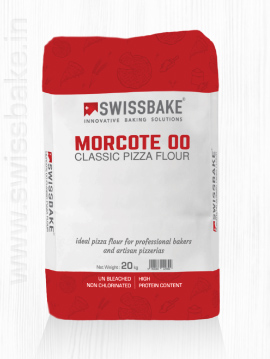 www.swissbake.in
SWISSBAKE®
INNOVATIVE BAKING SOLUTIONS
MORCOTE 00
CLASSIC PIZZA FLOUR
ideal pizza flour for professional bakers
and artisan pizzerias
Net Weight: 20 kg
UN BLEACHED
NON CHLORINATED
HIGH
PROTEIN CONTENT